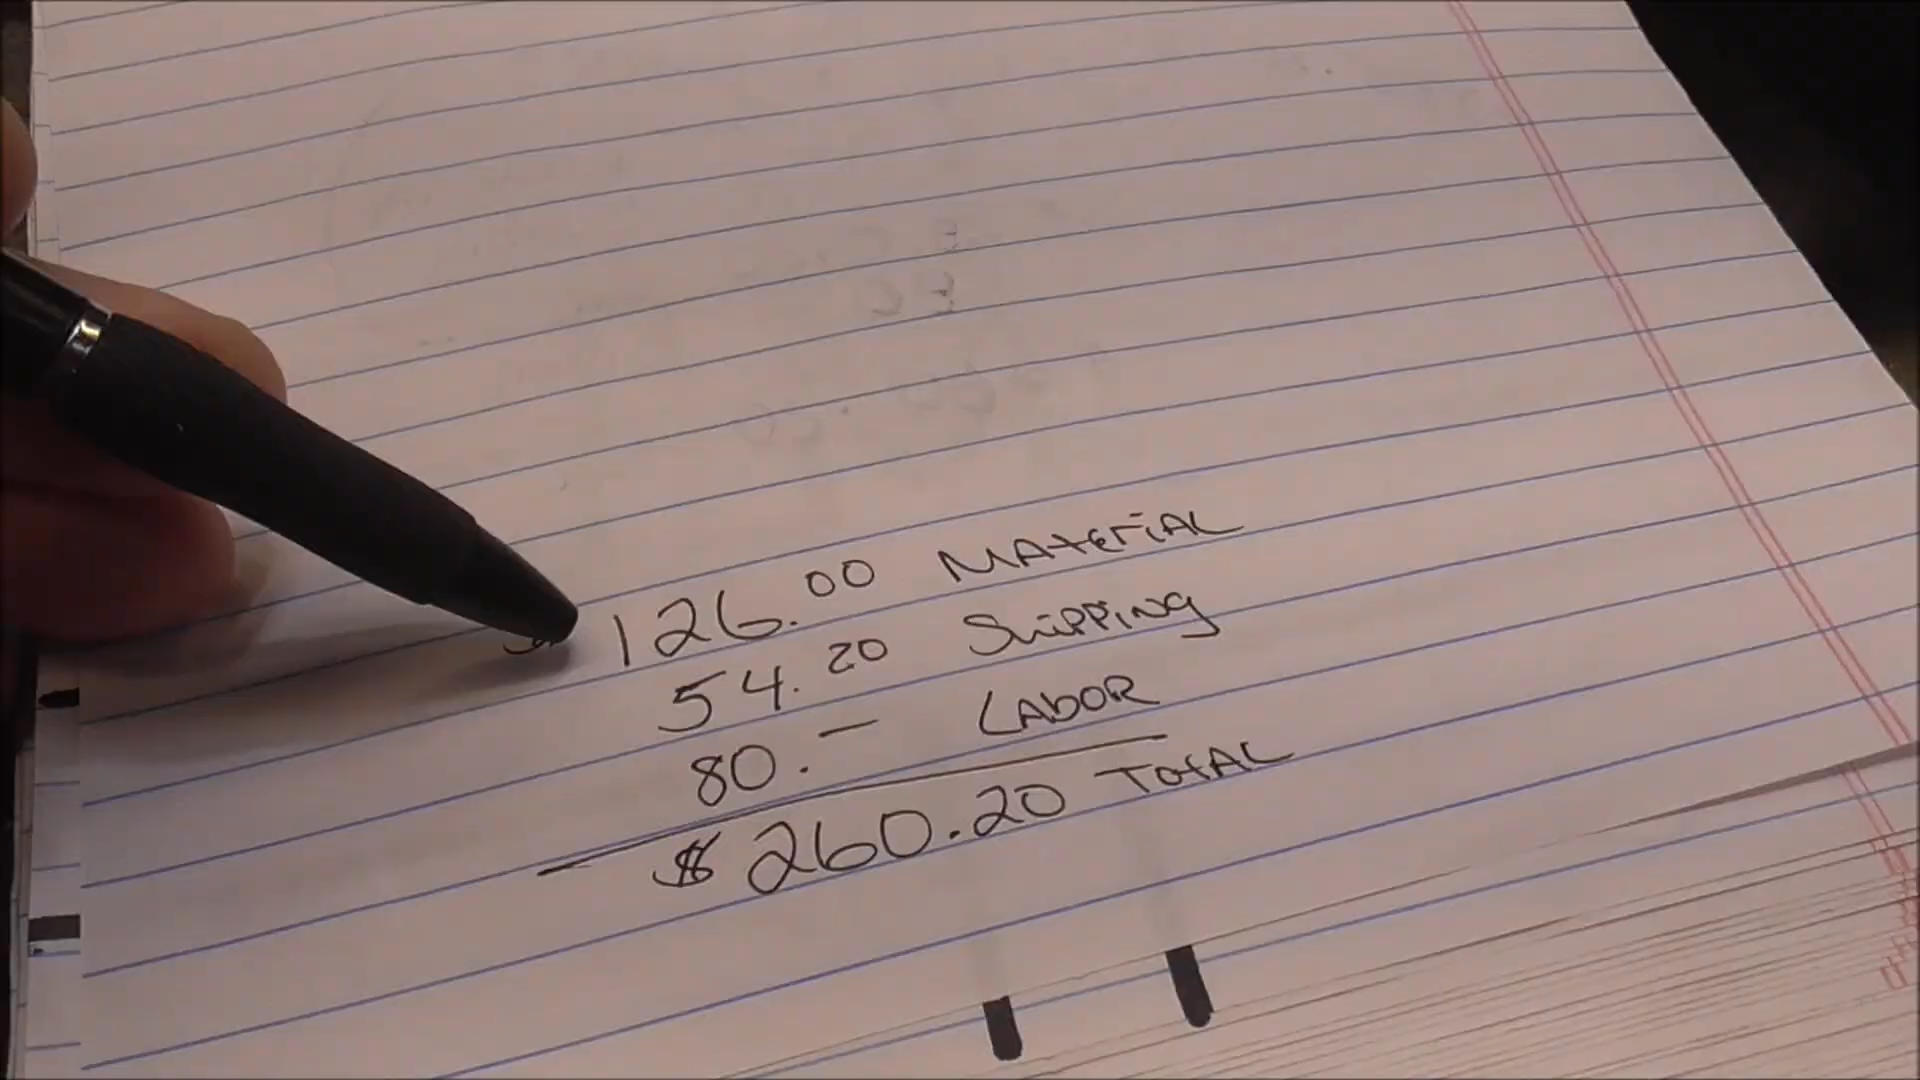 126.00 Material
54.20 Shipping
80.— Labor
$260.20 Total